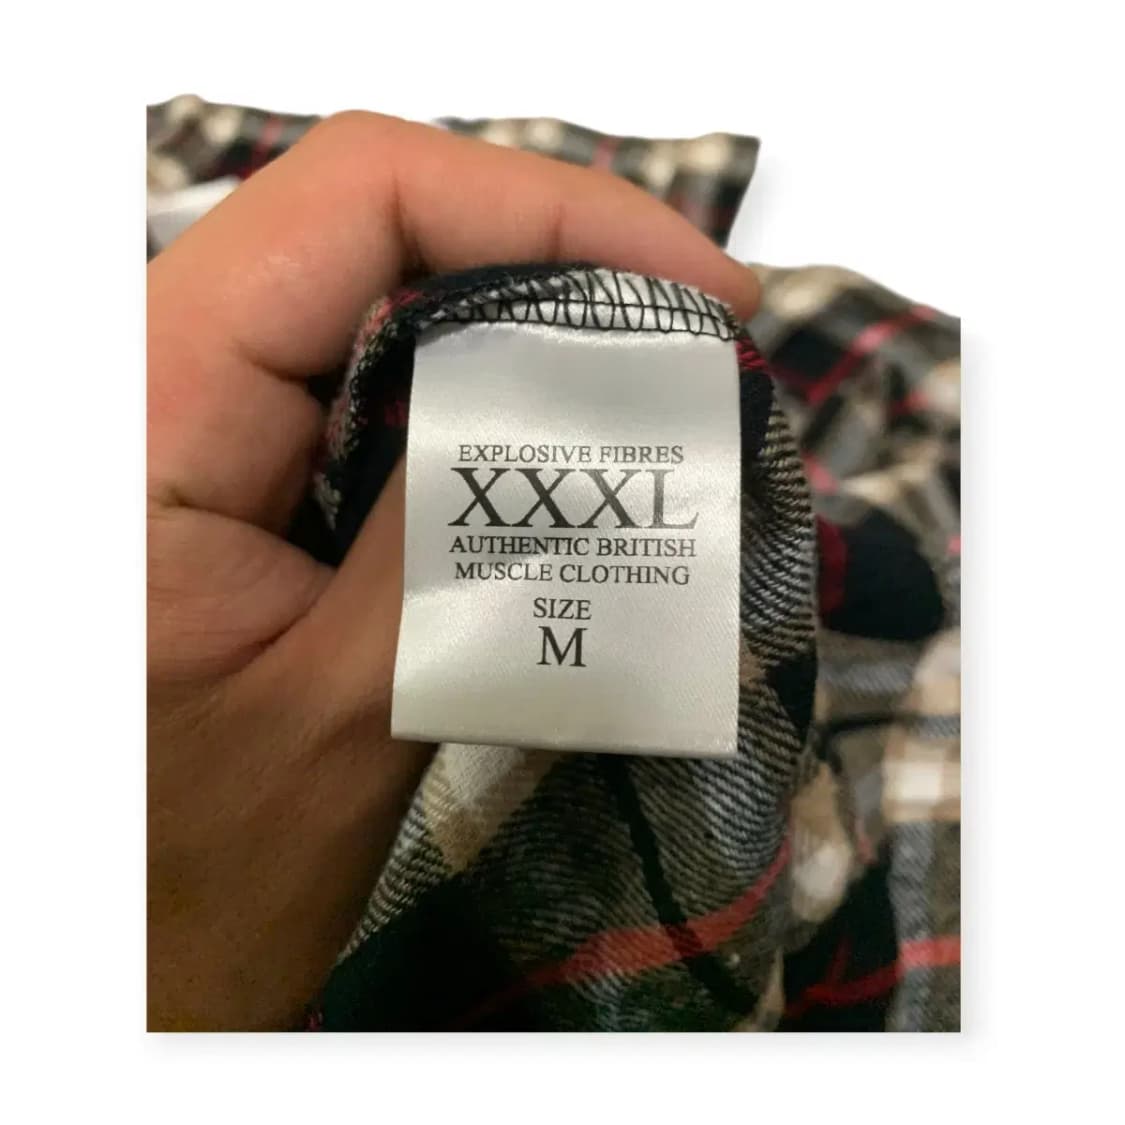 EXPLOSIVE FIBRES
XXXL
AUTHENTIC BRITISH
MUSCLE CLOTHING
SIZE
M